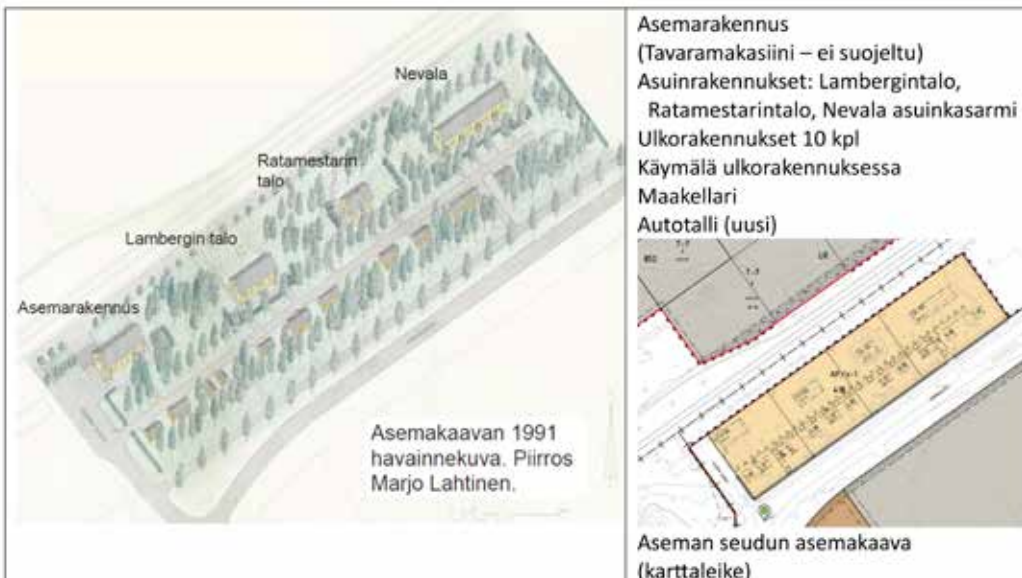 Nevala
Ratamestarin
talo
Lambergin talo
Asemarakennus
Asemakaavan 1991
havainnekuva. Piirros
Marjo Lahtinen.
Asemarakennus
(Tavaramakasiini – ei suojeltu)
Asuinrakennukset: Lambergintalo,
Ratamestarintalo, Nevala asuinkasarmi
Ulkorakennukset 10 kpl
Käymälä ulkorakennuksessa
Maakellari
Autotalli (uusi)
Aseman seudun asemakaava
(karttaleike)